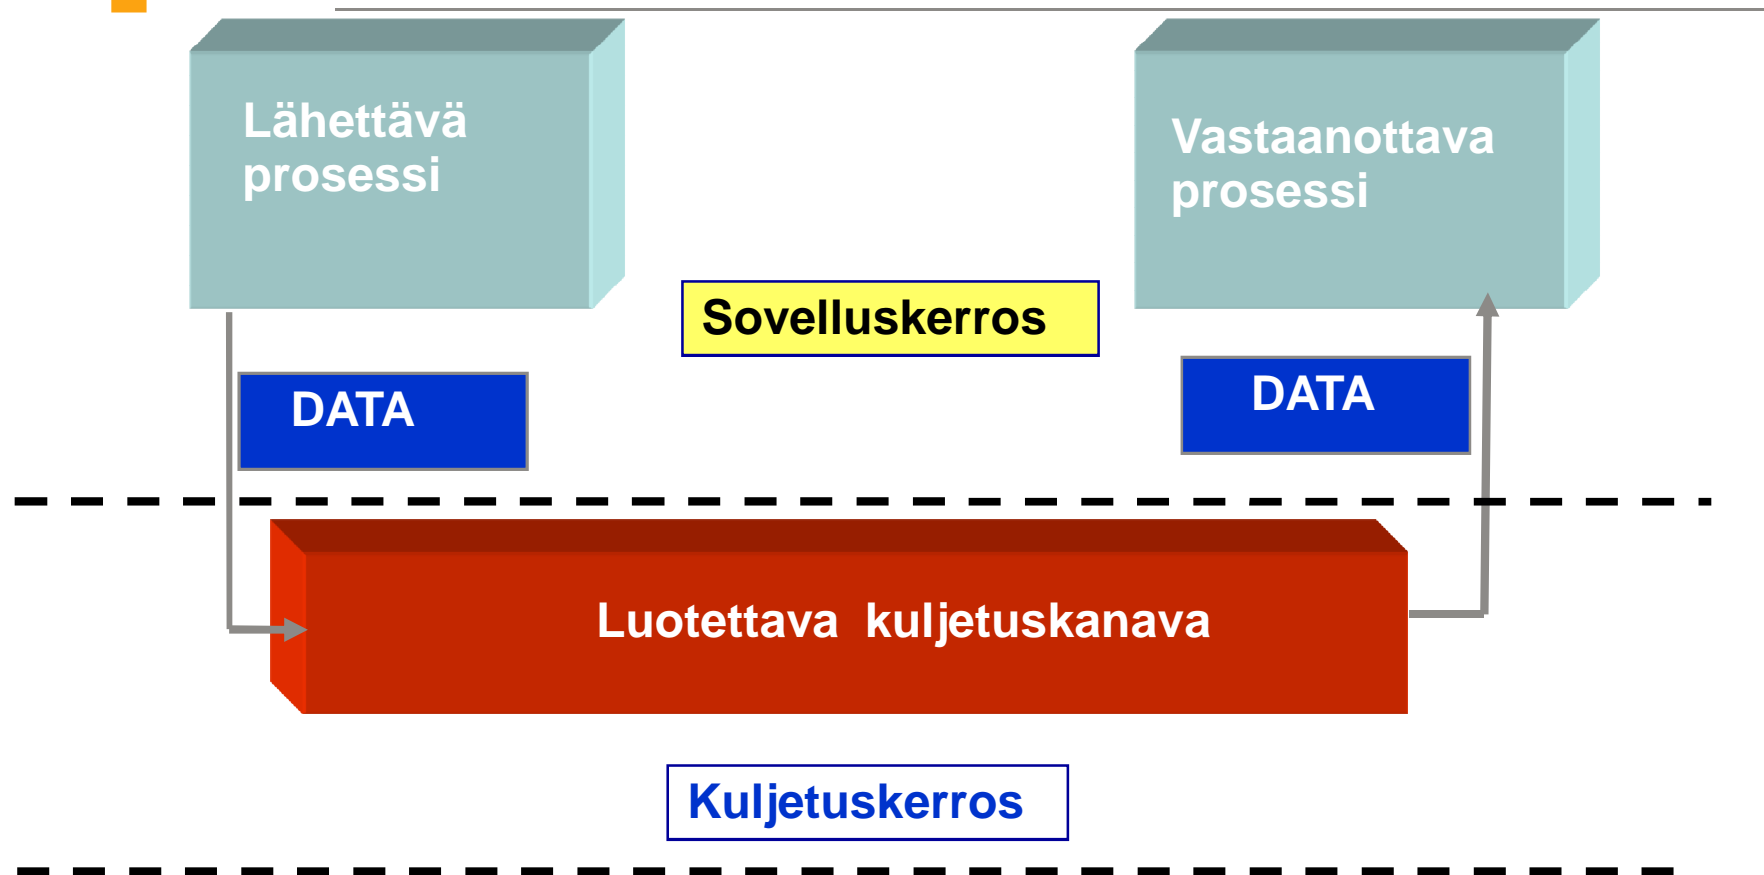 Lähettävä
prosessi
Vastaanottava
prosessi
Sovelluskerros
DATA
DATA
Luotettava kuljetuskanava
Kuljetuskerros